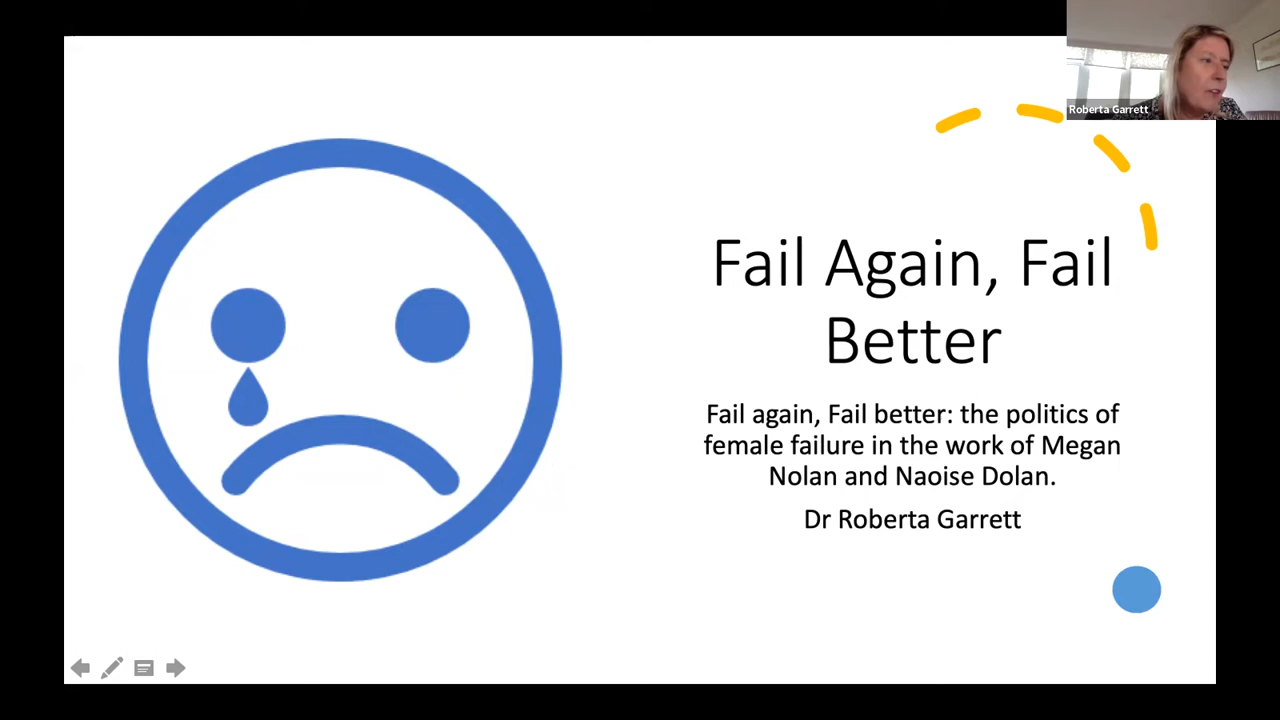 Roberta Garrett
Fail Again, Fail
Better
Fail again, Fail better: the politics of
female failure in the work of Megan
Nolan and Naoise Dolan.
Dr Roberta Garrett